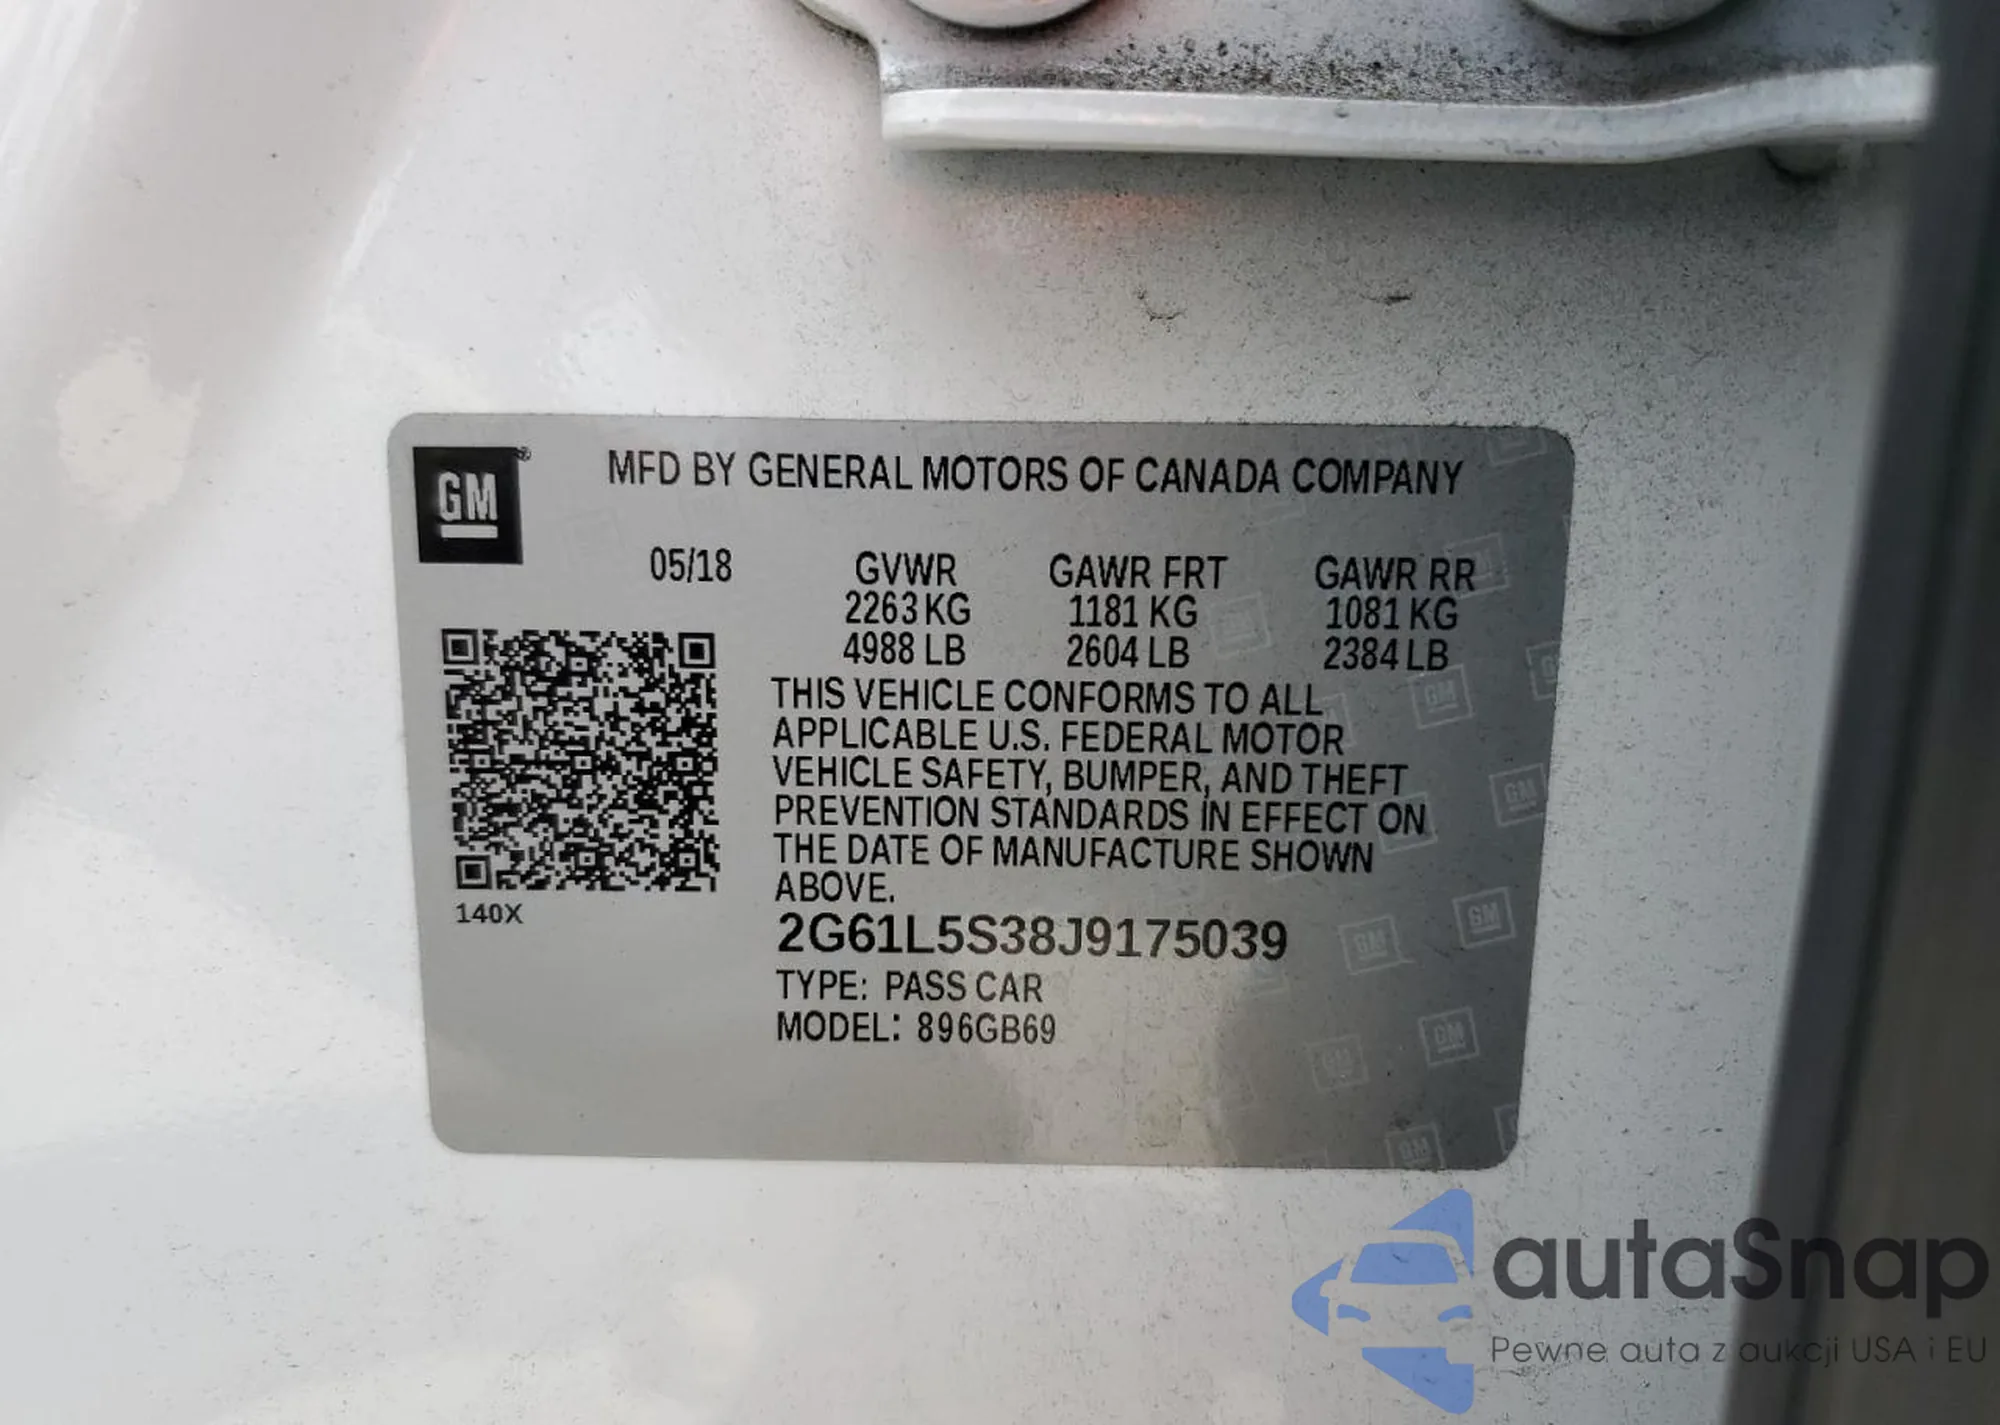 GM
MFD BY GENERAL MOTORS OF CANADA COMPANY
05/18 GVWR GAWR FRT GAWR RR
2263 KG 1181 KG 1081 KG
4988 LB 2604 LB 2384 LB
THIS VEHICLE CONFORMS TO ALL
APPLICABLE U.S. FEDERAL MOTOR
VEHICLE SAFETY, BUMPER, AND THEFT
PREVENTION STANDARDS IN EFFECT ON
THE DATE OF MANUFACTURE SHOWN
ABOVE.
140X
2G61L5S38J9175039
TYPE: PASS CAR
MODEL: 896GB69
autaSnap
Pewne auta z aukcji USA i EU